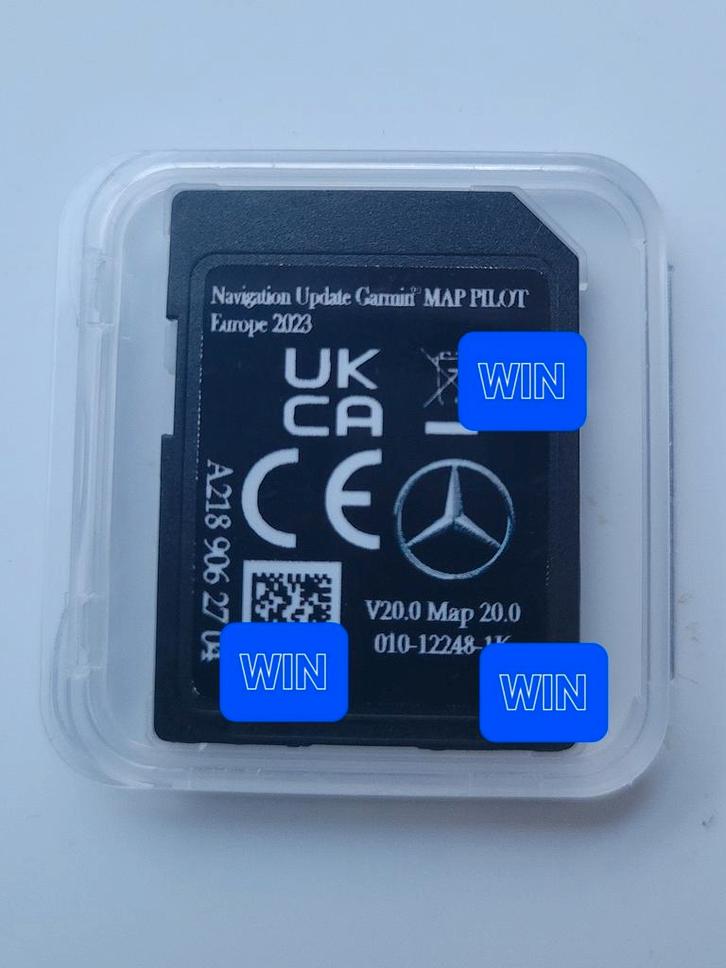 Navigation Update Garmin® MAP PILOT
Europe 2023
UK
CA
WIN
CE
A218 906 27 04
V20.0 Map 20.0
010-12248-1K
WIN
WIN